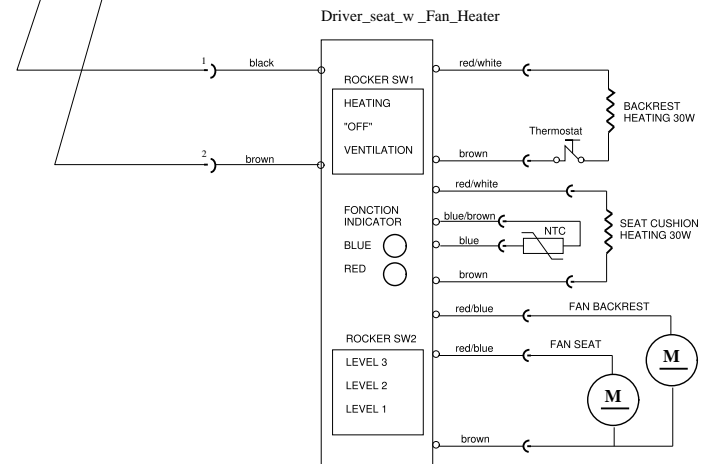 Driver_seat_w _Fan_Heater
1
black
red/white
ROCKER SW1
HEATING
"OFF"
VENTILATION
BACKREST
HEATING 30W
Thermostat
2
brown
brown
red/white
FONCTION
INDICATOR
BLUE
RED
blue/brown
NTC
blue
SEAT CUSHION
HEATING 30W
brown
red/blue
FAN BACKREST
ROCKER SW2
LEVEL 3
LEVEL 2
LEVEL 1
red/blue
FAN SEAT
M
M
brown